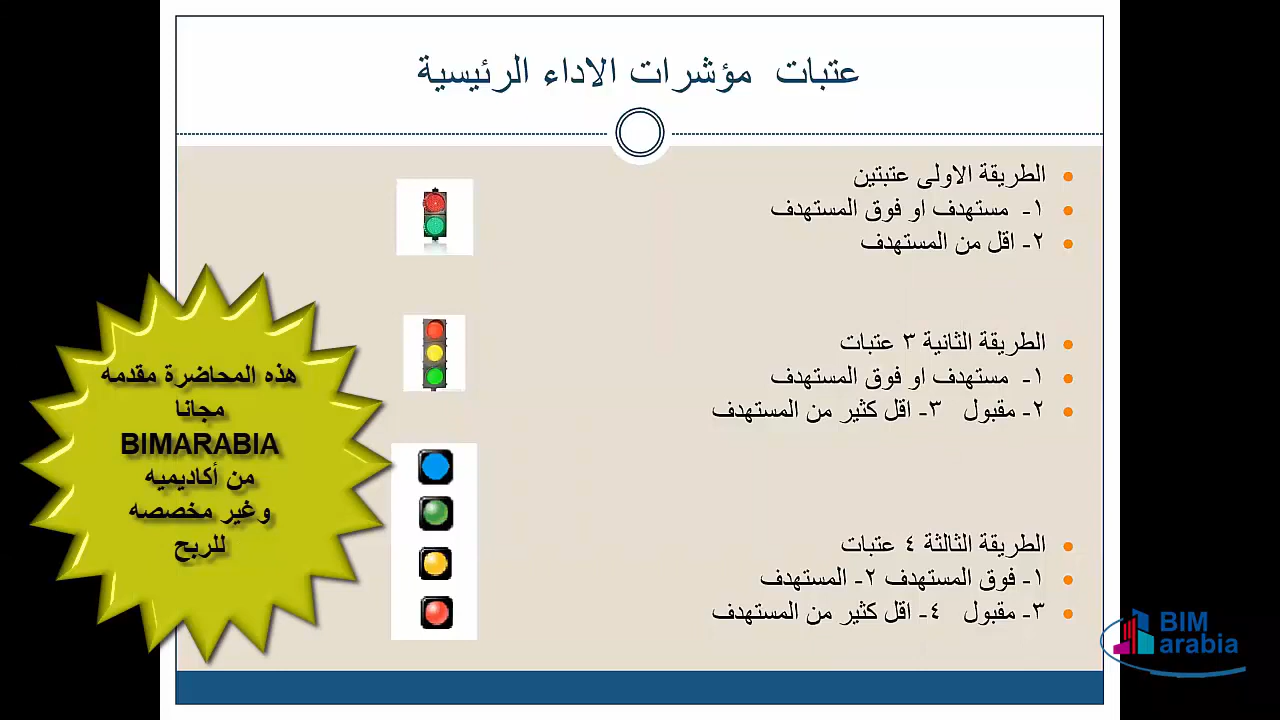 عتبات مؤشرات الاداء الرئيسية
الطريقة الاولى عتبتين
١- مستهدف او فوق المستهدف
٢- اقل من المستهدف
الطريقة الثانية ٣ عتبات
١- مستهدف او فوق المستهدف
٢- مقبول ٣- اقل كثير من المستهدف
الطريقة الثالثة ٤ عتبات
١- فوق المستهدف ٢- المستهدف
٣- مقبول ٤- اقل كثير من المستهدف
هذه المحاضرة مقدمه
مجانا
BIMARABIA
من أكاديميه
وغير مخصصه
للربح
BIM
arabia